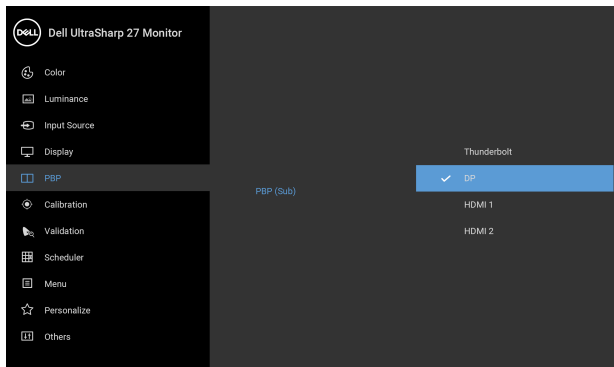 DELL
Dell UltraSharp 27 Monitor
Color
Luminance
Input Source
Display
PBP
Calibration
Validation
Scheduler
Menu
Personalize
Others
PBP (Sub)
Thunderbolt
DP
HDMI 1
HDMI 2